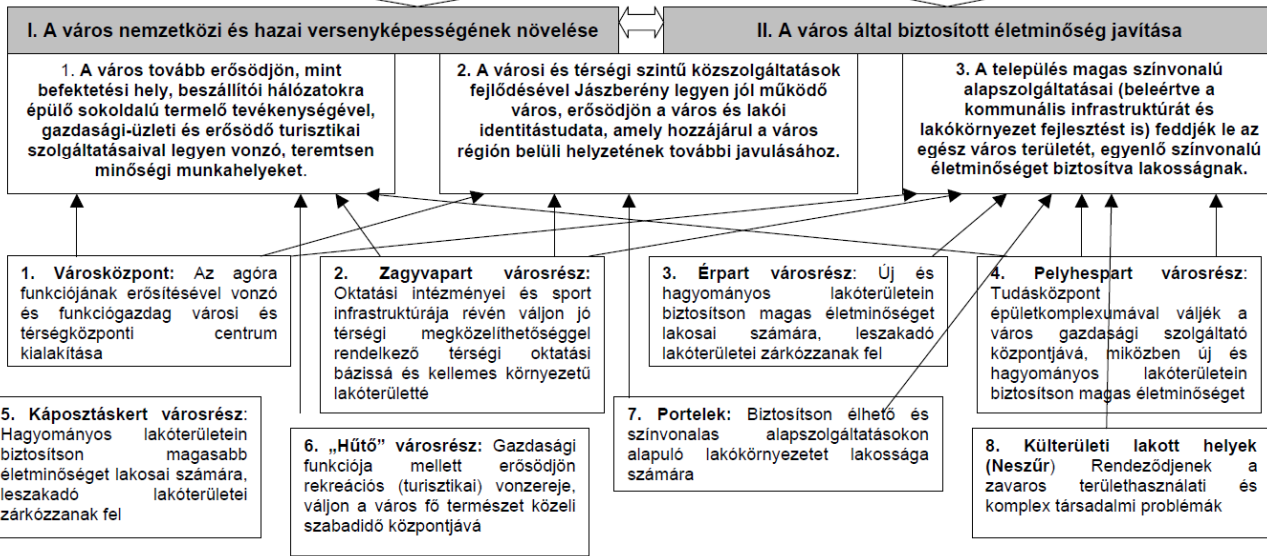 I. A város nemzetközi és hazai versenyképességének növelése
II. A város által biztosított életminőség javítása
1. A város tovább erősödjön, mint
befektetési hely, beszállítói hálózatokra
épülő sokoldalú termelő tevékenységével,
gazdasági-üzleti és erősödő turisztikai
szolgáltatásaival legyen vonzó, teremtsen
minőségi munkahelyeket.
2. A városi és térségi szintű közszolgáltatások
fejlődésével Jászberény legyen jól működő
város, erősödjön a város és lakói
identitástudata, amely hozzájárul a város
régión belüli helyzetének további javulásához.
3. A település magas színvonalú
alapszolgáltatásai (beleértve a
kommunális infrastruktúrát és
lakókörnyezet fejlesztést is) feddjék le az
egész város területét, egyenlő színvonalú
életminőséget biztosítva lakosságnak.
1. Városközpont: Az agóra
funkciójának erősítésével vonzó
és funkciógazdag városi és
térségközponti centrum
kialakítása
2. Zagyvapart városrész:
Oktatási intézményei és sport
infrastruktúrája révén váljon jó
térségi megközelíthetőséggel
rendelkező térségi oktatási
bázissá és kellemes környezetű
lakóterületté
3. Érpart városrész: Új és
hagyományos lakóterületein
biztosítson magas életminőséget
lakosai számára, leszakadó
lakóterületei zárkózzanak fel
4. Pelyhespart városrész:
Tudásközpont
épületkomplexumával váljék a
város gazdasági szolgáltató
központjává, miközben új és
hagyományos lakóterületein
biztosítson magas életminőséget
5. Káposztáskert városrész:
Hagyományos lakóterületein
biztosítson magasabb
életminőséget lakosai számára,
leszakadó lakóterületei
zárkózzanak fel
6. „Hűtő” városrész: Gazdasági
funkciója mellett erősödjön
rekreációs (turisztikai) vonzereje,
váljon a város fő természet közeli
szabadidő központjává
7. Portelek: Biztosítson élhető és
színvonalas alapszolgáltatásokon
alapuló lakókörnyezetet lakossága
számára
8. Külterületi lakott helyek
(Neszűr) Rendeződjenek a
zavaros területhasználati és
komplex társadalmi problémák